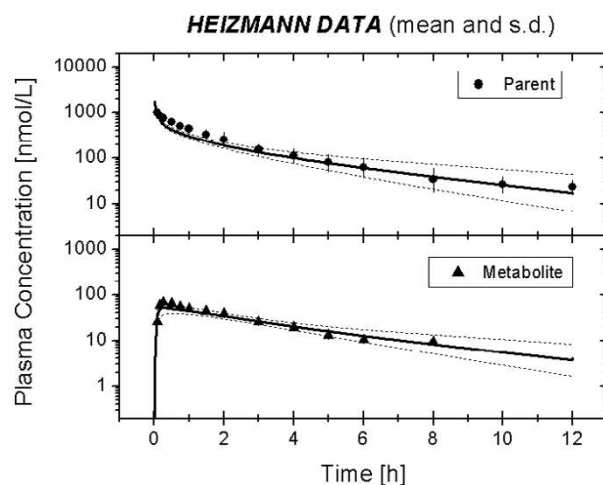 HEIZMANN DATA (mean and s.d.)
Plasma Concentration [nmol/L]
10000
1000
100
10
Parent
1000
100
10
1
Metabolite
0 2 4 6 8 10 12
Time [h]